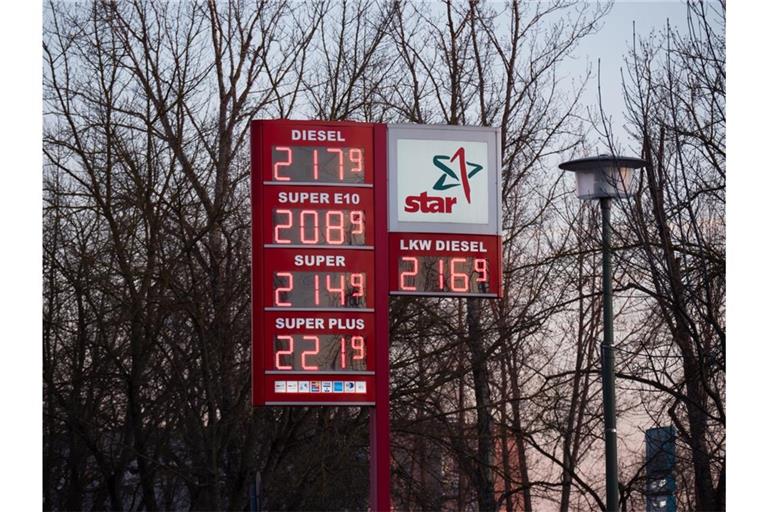 DIESEL
2179
SUPER E10
2089
SUPER
2149
SUPER PLUS
2219
star
LKW DIESEL
2169